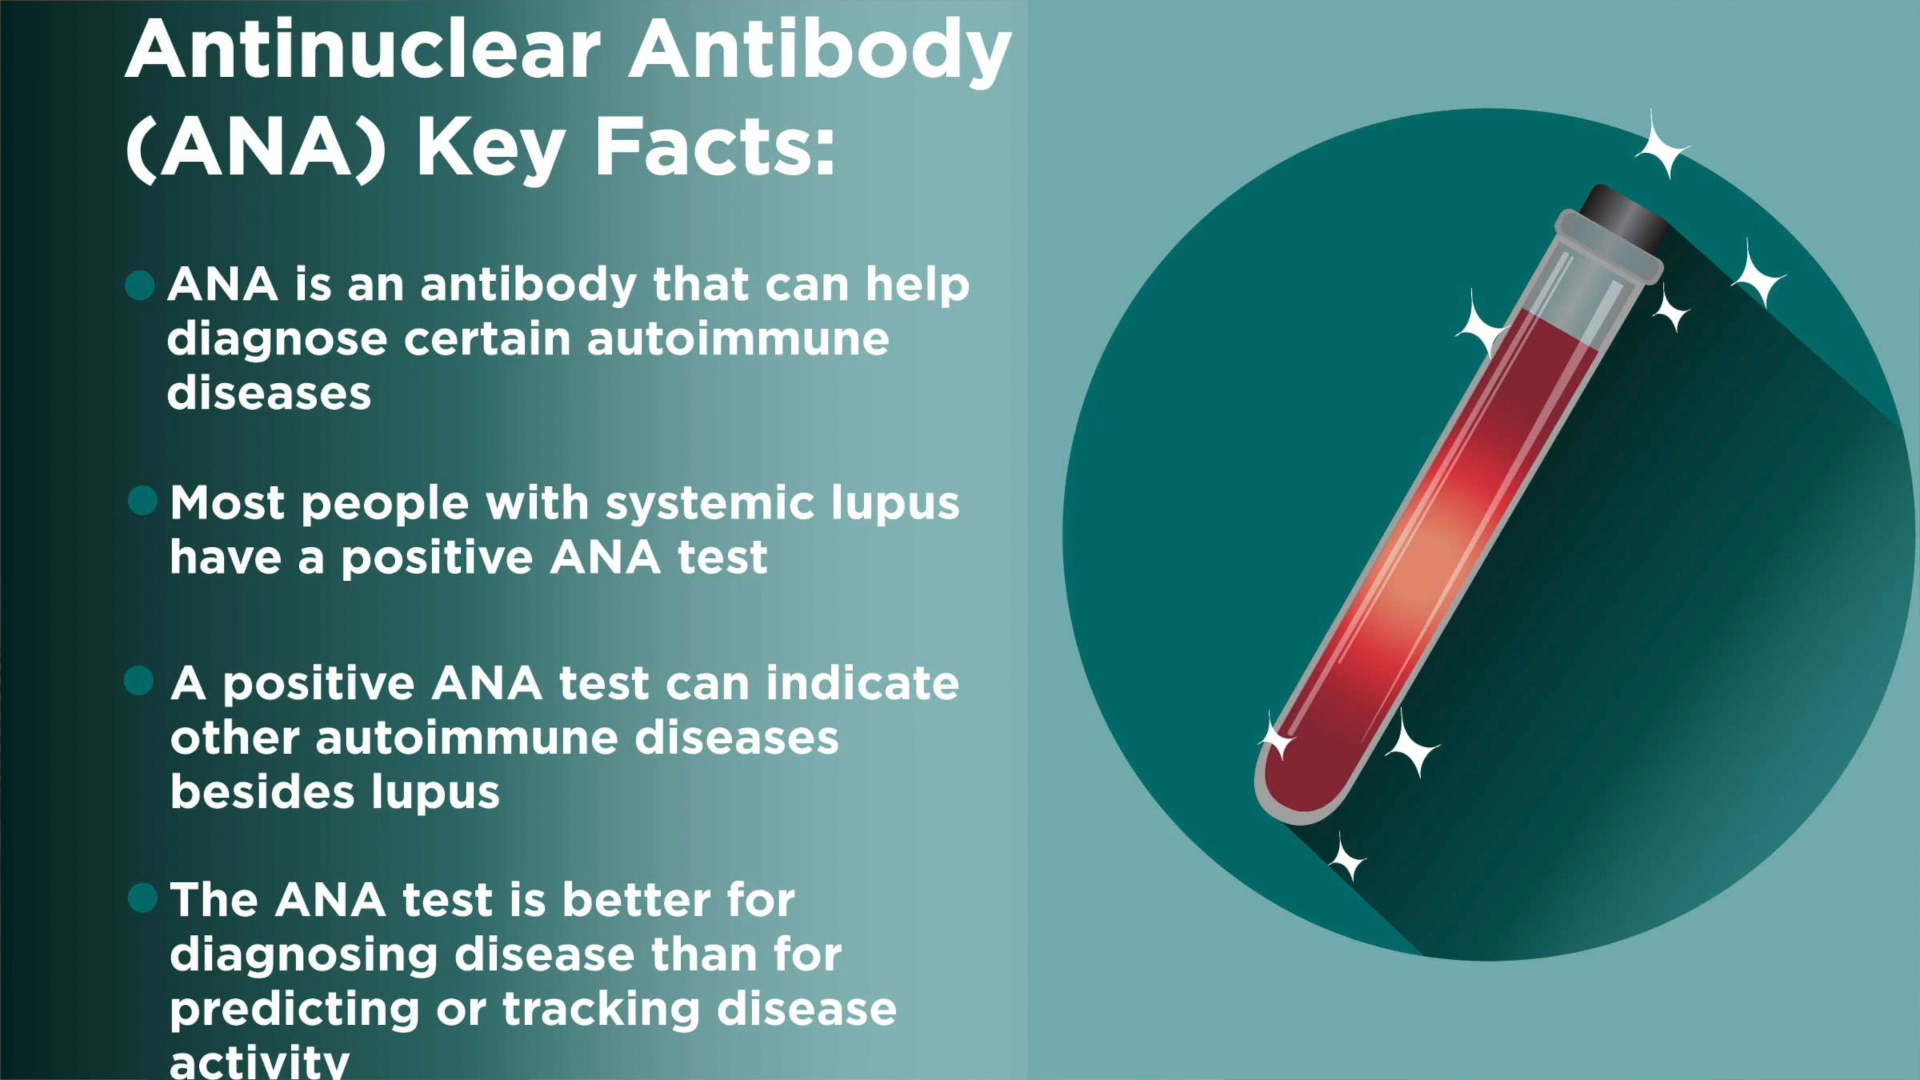 Antinuclear Antibody
(ANA) Key Facts:
ANA is an antibody that can help
diagnose certain autoimmune
diseases
Most people with systemic lupus
have a positive ANA test
A positive ANA test can indicate
other autoimmune diseases
besides lupus
The ANA test is better for
diagnosing disease than for
predicting or tracking disease
activity